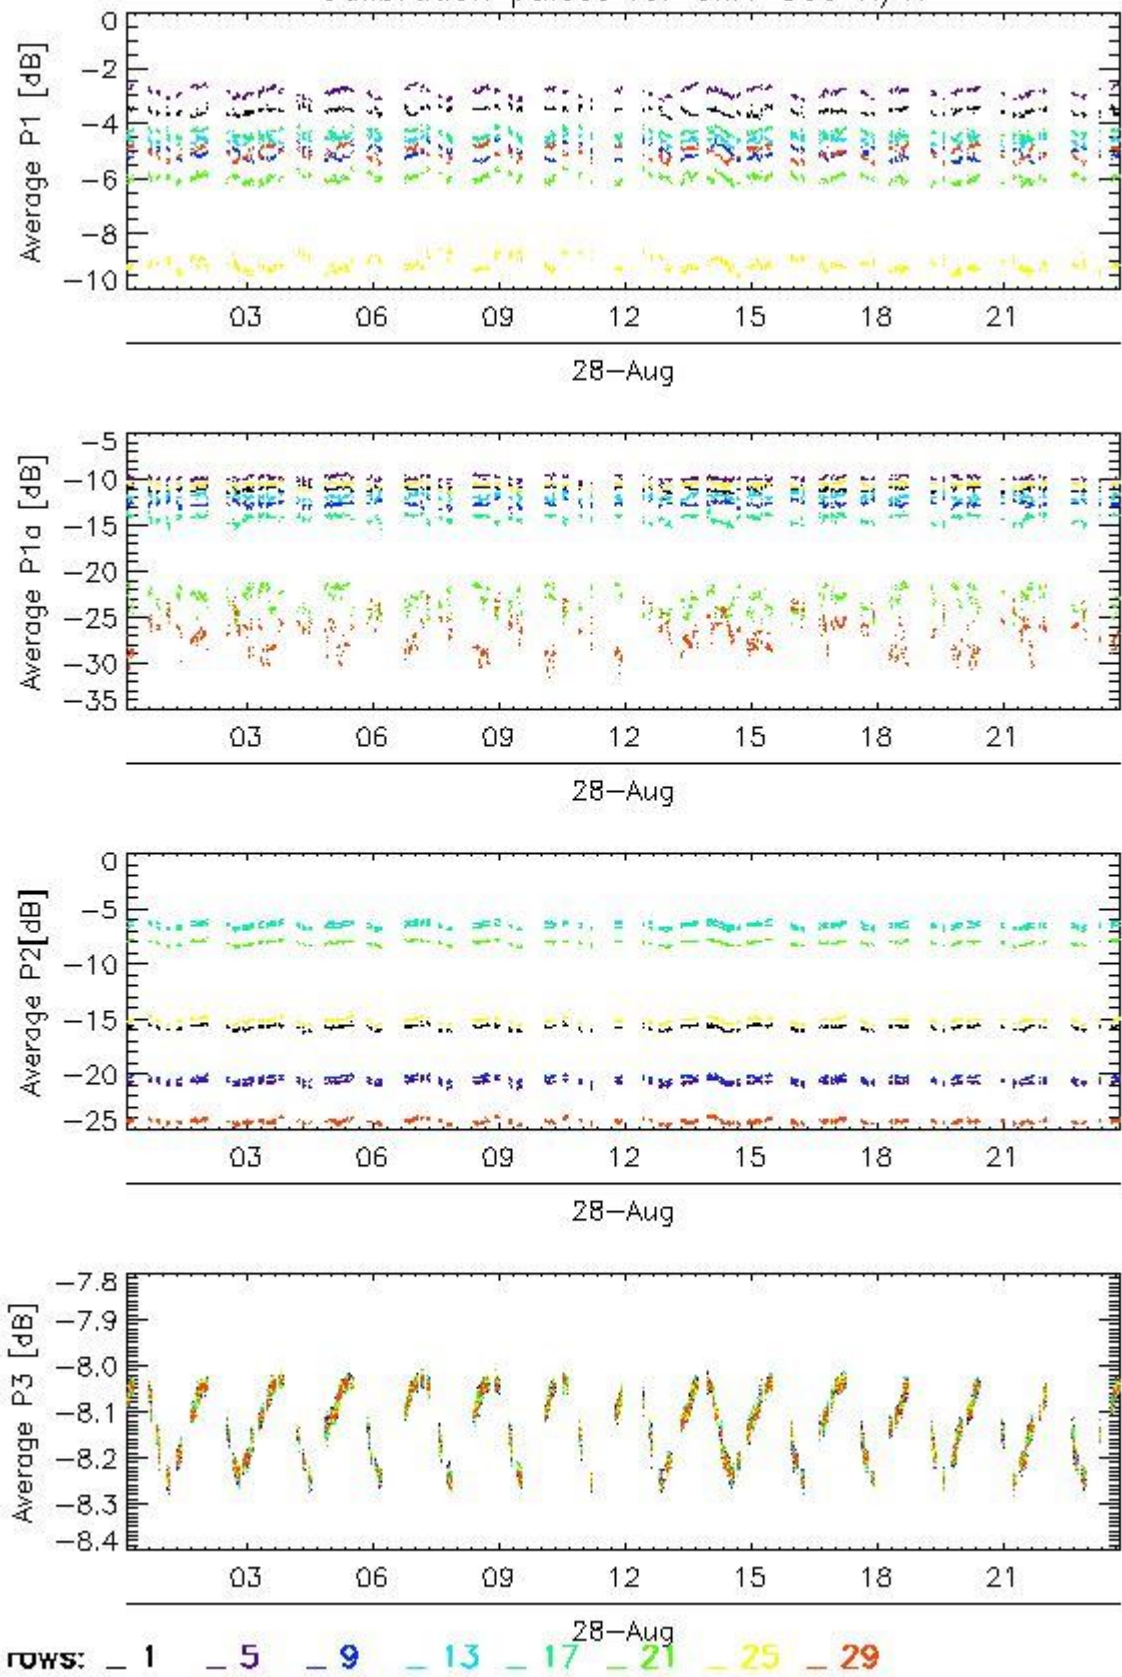 0
-2
-4
-6
-8
-10
Average P1 [dB]
03 06 09 12 15 18 21
28-Aug
-5
-10
-15
-20
-25
-30
-35
Average P1a [dB]
03 06 09 12 15 18 21
28-Aug
0
-5
-10
-15
-20
-25
Average P2[dB]
03 06 09 12 15 18 21
28-Aug
-7.8
-7.9
-8.0
-8.1
-8.2
-8.3
-8.4
Average P3 [dB]
03 06 09 12 15 18 21
28-Aug
rows: _ 1 _ 5 _ 9 _ 13 _ 17 _ 21 _ 25 _ 29